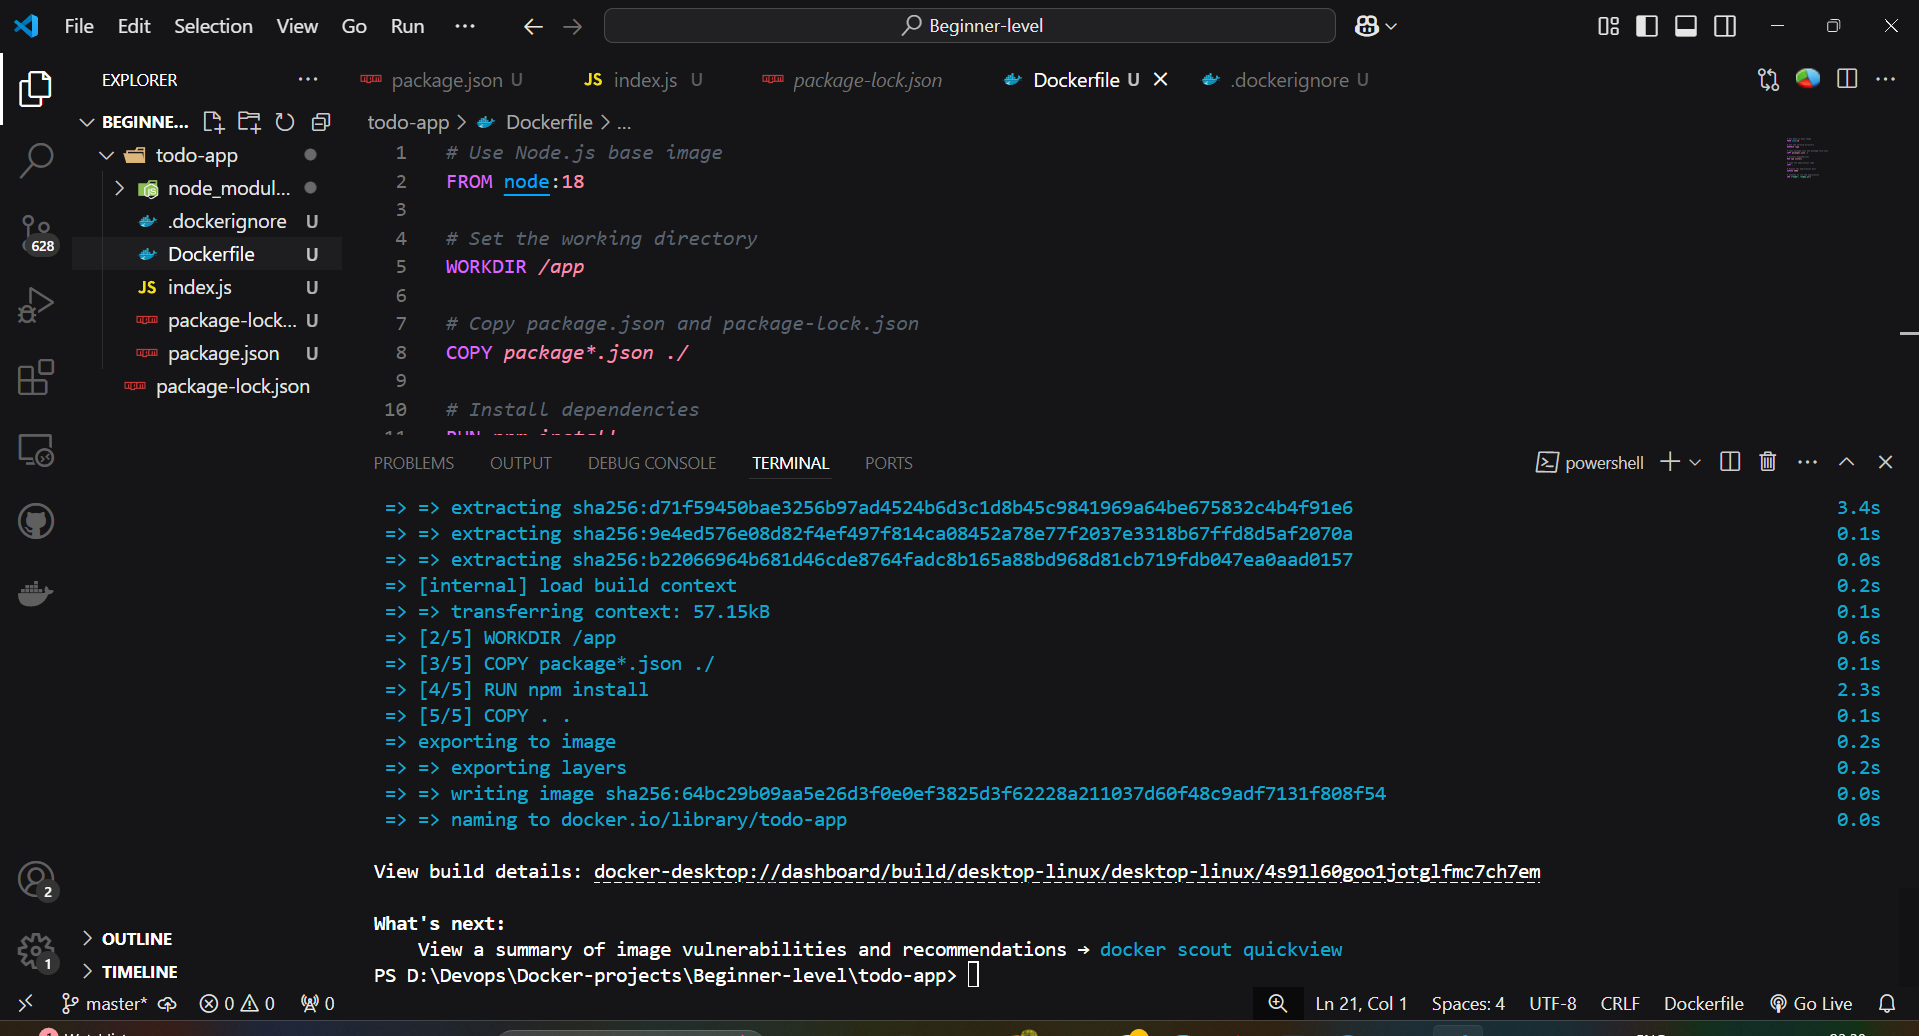 File Edit Selection View Go Run ··· Beginner-level
EXPLORER ···
package.json U index.js U package-lock.json Dockerfile U .dockerignore U
BEGINNE...
todo-app
node_modul...
.dockerignore U
Dockerfile U
JS index.js U
package-lock... U
package.json U
package-lock.json
628
todo-app > Dockerfile > ...
1 # Use Node.js base image
2 FROM node:18
3
4 # Set the working directory
5 WORKDIR /app
6
7 # Copy package.json and package-lock.json
8 COPY package*.json ./
9
10 # Install dependencies
11 RUN npm install
PROBLEMS OUTPUT DEBUG CONSOLE TERMINAL PORTS powershell
=> => extracting sha256:d71f59450bae3256b97ad4524b6d3c1d8b45c9841969a64be675832c4b4f91e6 3.4s
=> => extracting sha256:9e4ed576e08d82f4ef497f814ca08452a78e77f2037e3318b67ffd8d5af2070a 0.1s
=> => extracting sha256:b22066964b681d46cde8764fadc8b165a88bd968d81cb719fdb047ea0aad0157 0.0s
=> [internal] load build context 0.2s
=> => transferring context: 57.15kB 0.1s
=> [2/5] WORKDIR /app 0.6s
=> [3/5] COPY package*.json ./ 0.1s
=> [4/5] RUN npm install 2.3s
=> [5/5] COPY . . 0.1s
=> exporting to image 0.2s
=> => exporting layers 0.2s
=> => writing image sha256:64bc29b09aa5e26d3f0e0ef3825d3f62228a211037d60f48c9adf7131f808f54 0.0s
=> => naming to docker.io/library/todo-app 0.0s
View build details: docker-desktop://dashboard/build/desktop-linux/desktop-linux/4s91l60goo1jotglfmc7ch7em
What's next:
View a summary of image vulnerabilities and recommendations → docker scout quickview
PS D:\Devops\Docker-projects\Beginner-level\todo-app>
2
1
OUTLINE
TIMELINE
master* 0 0 0 Ln 21, Col 1 Spaces: 4 UTF-8 CRLF Dockerfile Go Live